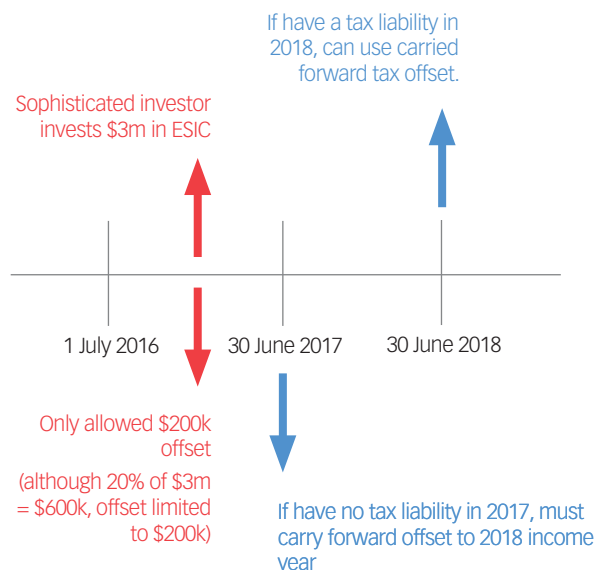 If have a tax liability in
2018, can use carried
forward tax offset.
Sophisticated investor
invests $3m in ESIC
1 July 2016
30 June 2017
30 June 2018
Only allowed $200k
offset
(although 20% of $3m
= $600k, offset limited
to $200k)
If have no tax liability in 2017, must
carry forward offset to 2018 income
year